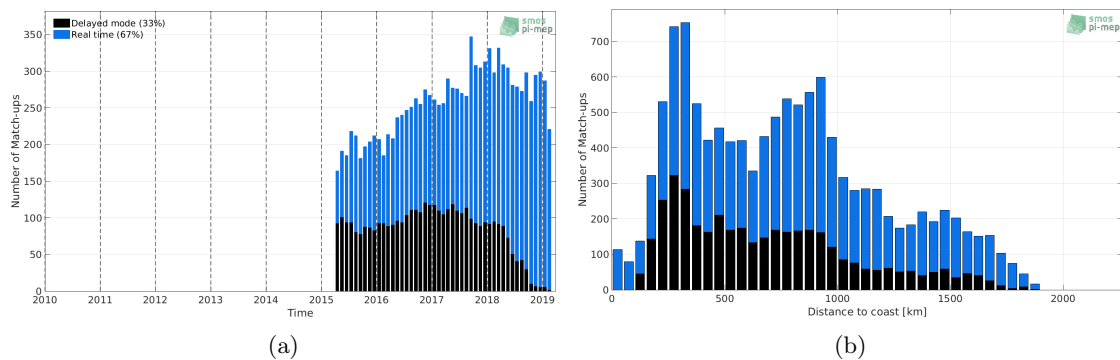 Delayed mode (33%)
Real time (67%)
smos
pi-mep
350
300
250
200
150
100
50
0
Number of Match-ups
2010 2011 2012 2013 2014 2015 2016 2017 2018 2019
Time
(a)
smos
pi-mep
700
600
500
400
300
200
100
0
Number of Match-ups
0 500 1000 1500 2000
Distance to coast [km]
(b)